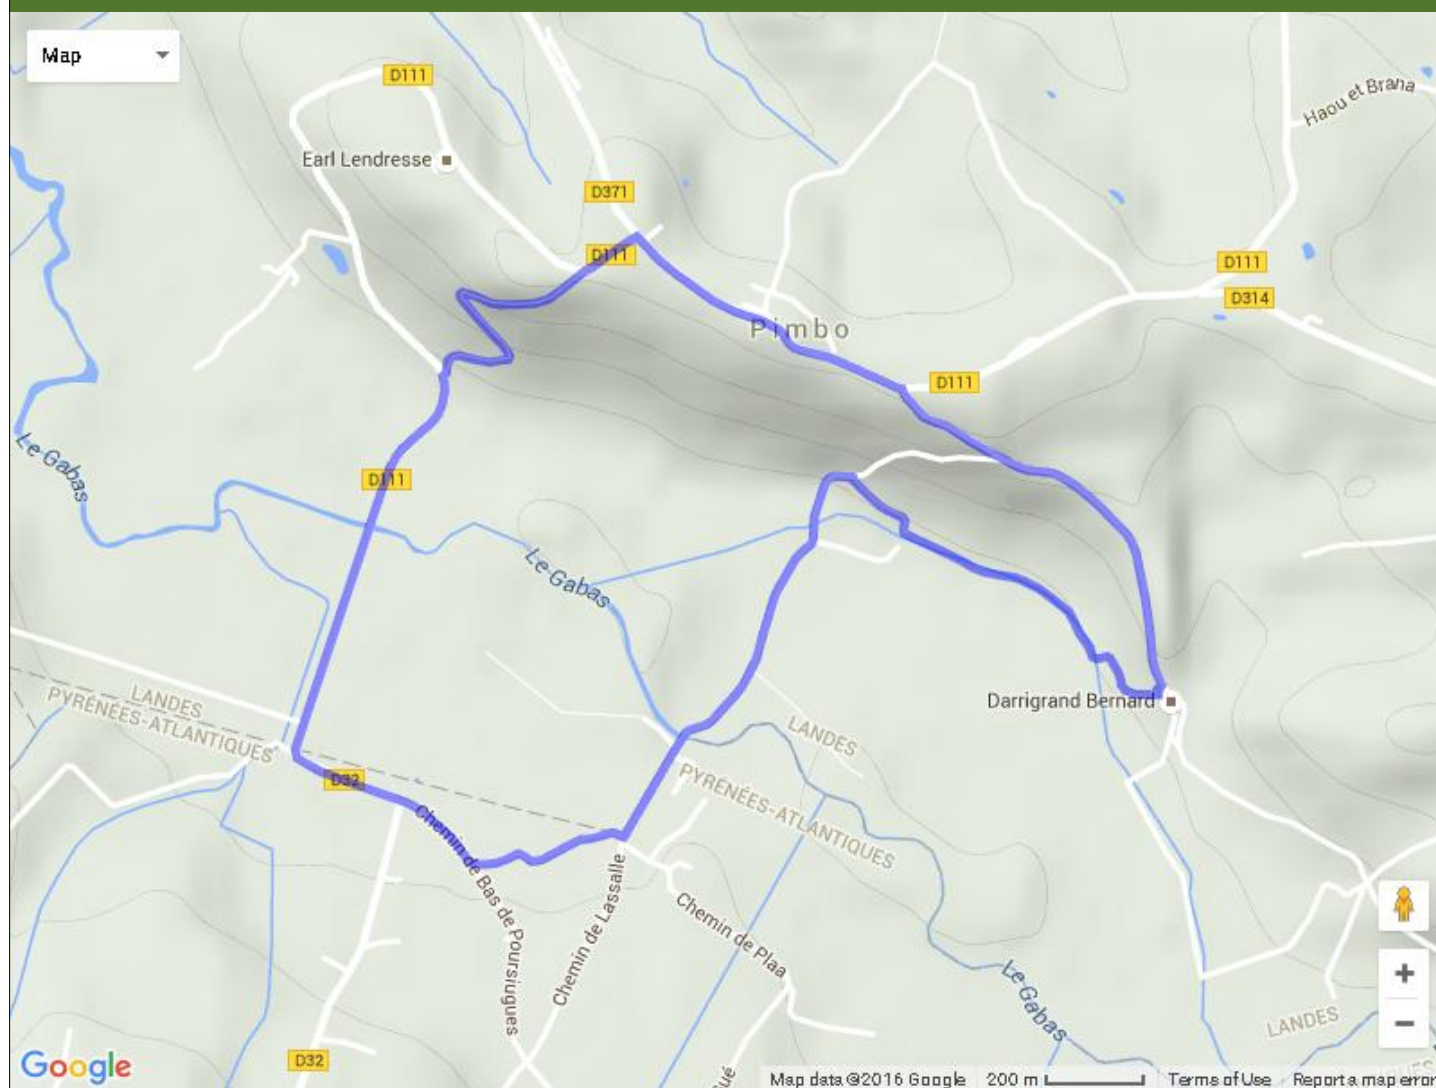 Map
D111
Haou et Brana
Earl Lendresse
D371
D111
D111
D314
Pimbo
D111
Le Gabas
D111
Le Gabas
Darrigrand Bernard
LANDES
PYRÉNÉES-ATLANTIQUES
LANDES
PYRÉNÉES-ATLANTIQUES
D32
Chemin de Bas de Poursiugues
Chemin de Lassalle
Chemin de Plaa
Le Gabas
LANDES
D32
Google
Map data ©2016 Google 200 m Terms of Use Report a map error